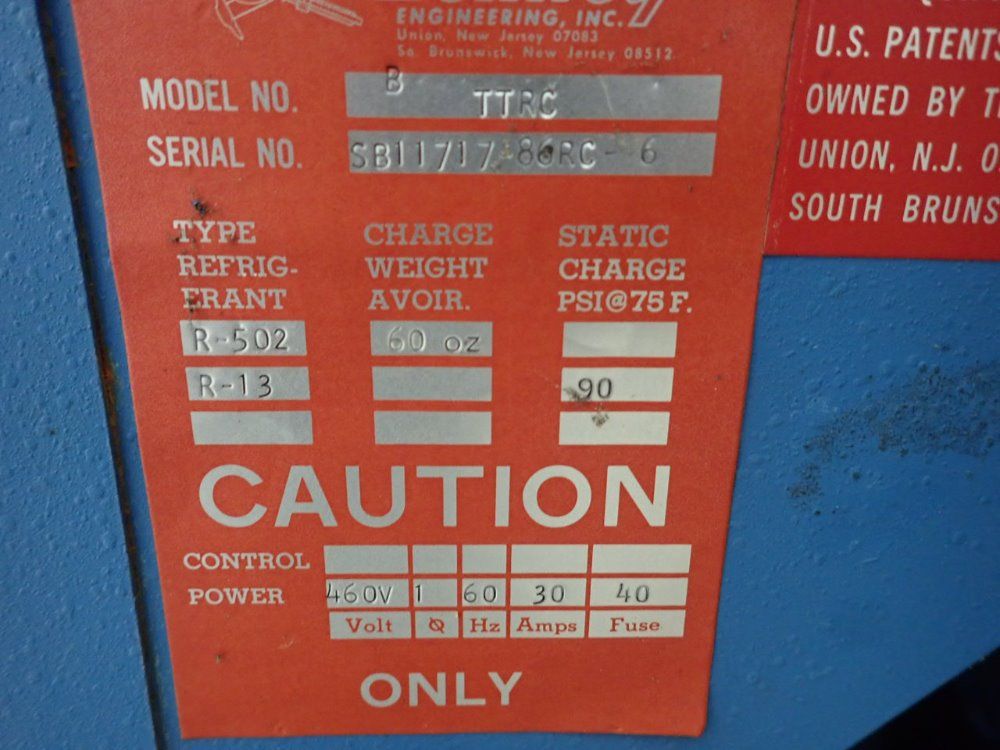 ENGINEERING, INC.
Union, New Jersey 07083
So. Brunswick, New Jersey 08512
MODEL NO. B TTRC
SERIAL NO. SB11717 86RC - 6
TYPE REFRIG- ERANT
CHARGE WEIGHT AVOIR.
STATIC CHARGE PSI@75 F.
R-502 60 oz
R-13 90
CAUTION
CONTROL
POWER 460V 1 60 30 40
Volt Ø Hz Amps Fuse
ONLY
U.S. PATENTS
OWNED BY
UNION, N.J.
SOUTH BRUNS